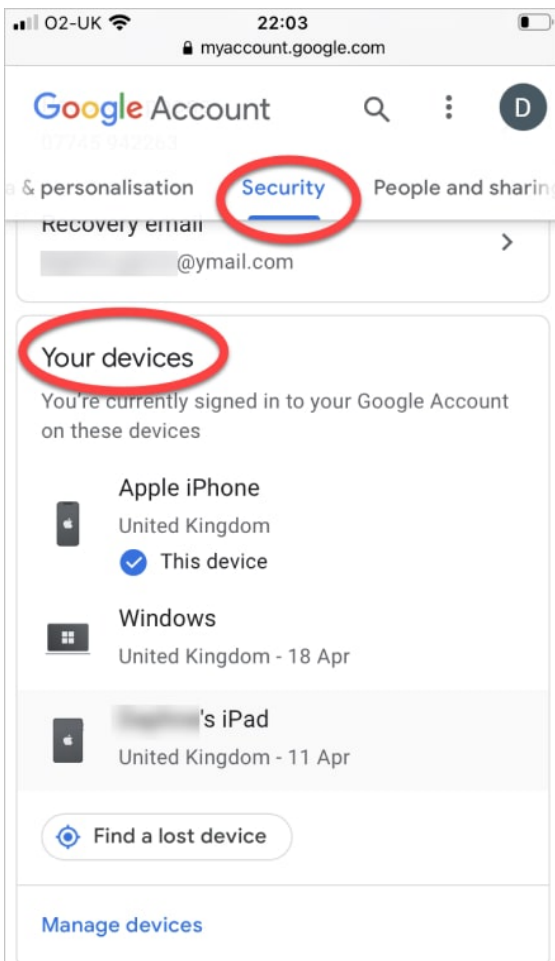 O2-UK 22:03
myaccount.google.com
Google Account D
& personalisation Security People and sharing
Recovery email
@ymail.com
Your devices
You're currently signed in to your Google Account
on these devices
Apple iPhone
United Kingdom
This device
Windows
United Kingdom - 18 Apr
's iPad
United Kingdom - 11 Apr
Find a lost device
Manage devices